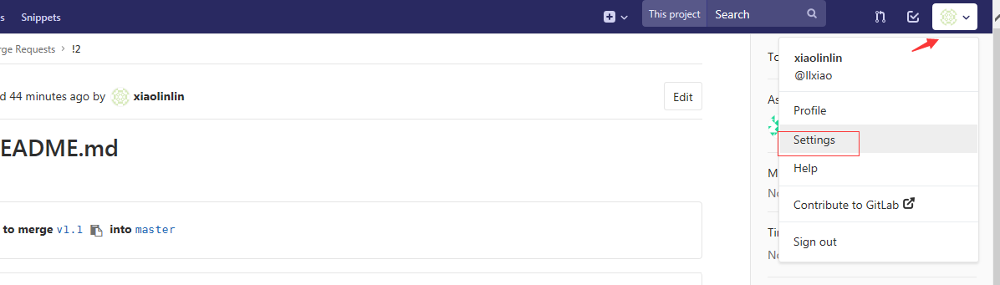 s Snippets This project Search
rge Requests > !2
d 44 minutes ago by xiaolinlin Edit
EADME.md
to merge v1.1 into master
To
As
M
No
Tir
No
xiaolinlin
@llxiao
Profile
Settings
Help
Contribute to GitLab
Sign out